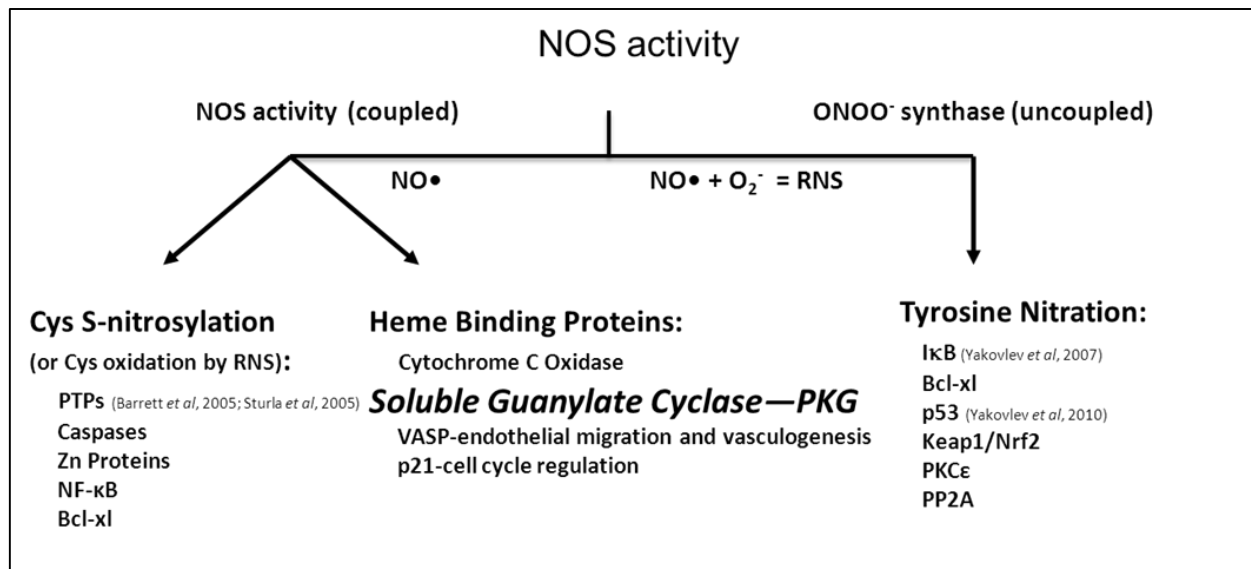 NOS activity
NOS activity (coupled)
ONOO⁻ synthase (uncoupled)
NO●
NO● + O₂⁻ = RNS
Cys S-nitrosylation
(or Cys oxidation by RNS):
PTPs (Barrett et al, 2005; Sturla et al, 2005)
Caspases
Zn Proteins
NF-κB
Bcl-xl
Heme Binding Proteins:
Cytochrome C Oxidase
Soluble Guanylate Cyclase—PKG
VASP-endothelial migration and vasculogenesis
p21-cell cycle regulation
Tyrosine Nitration:
IκB (Yakovlev et al, 2007)
Bcl-xl
p53 (Yakovlev et al, 2010)
Keap1/Nrf2
PKCε
PP2A